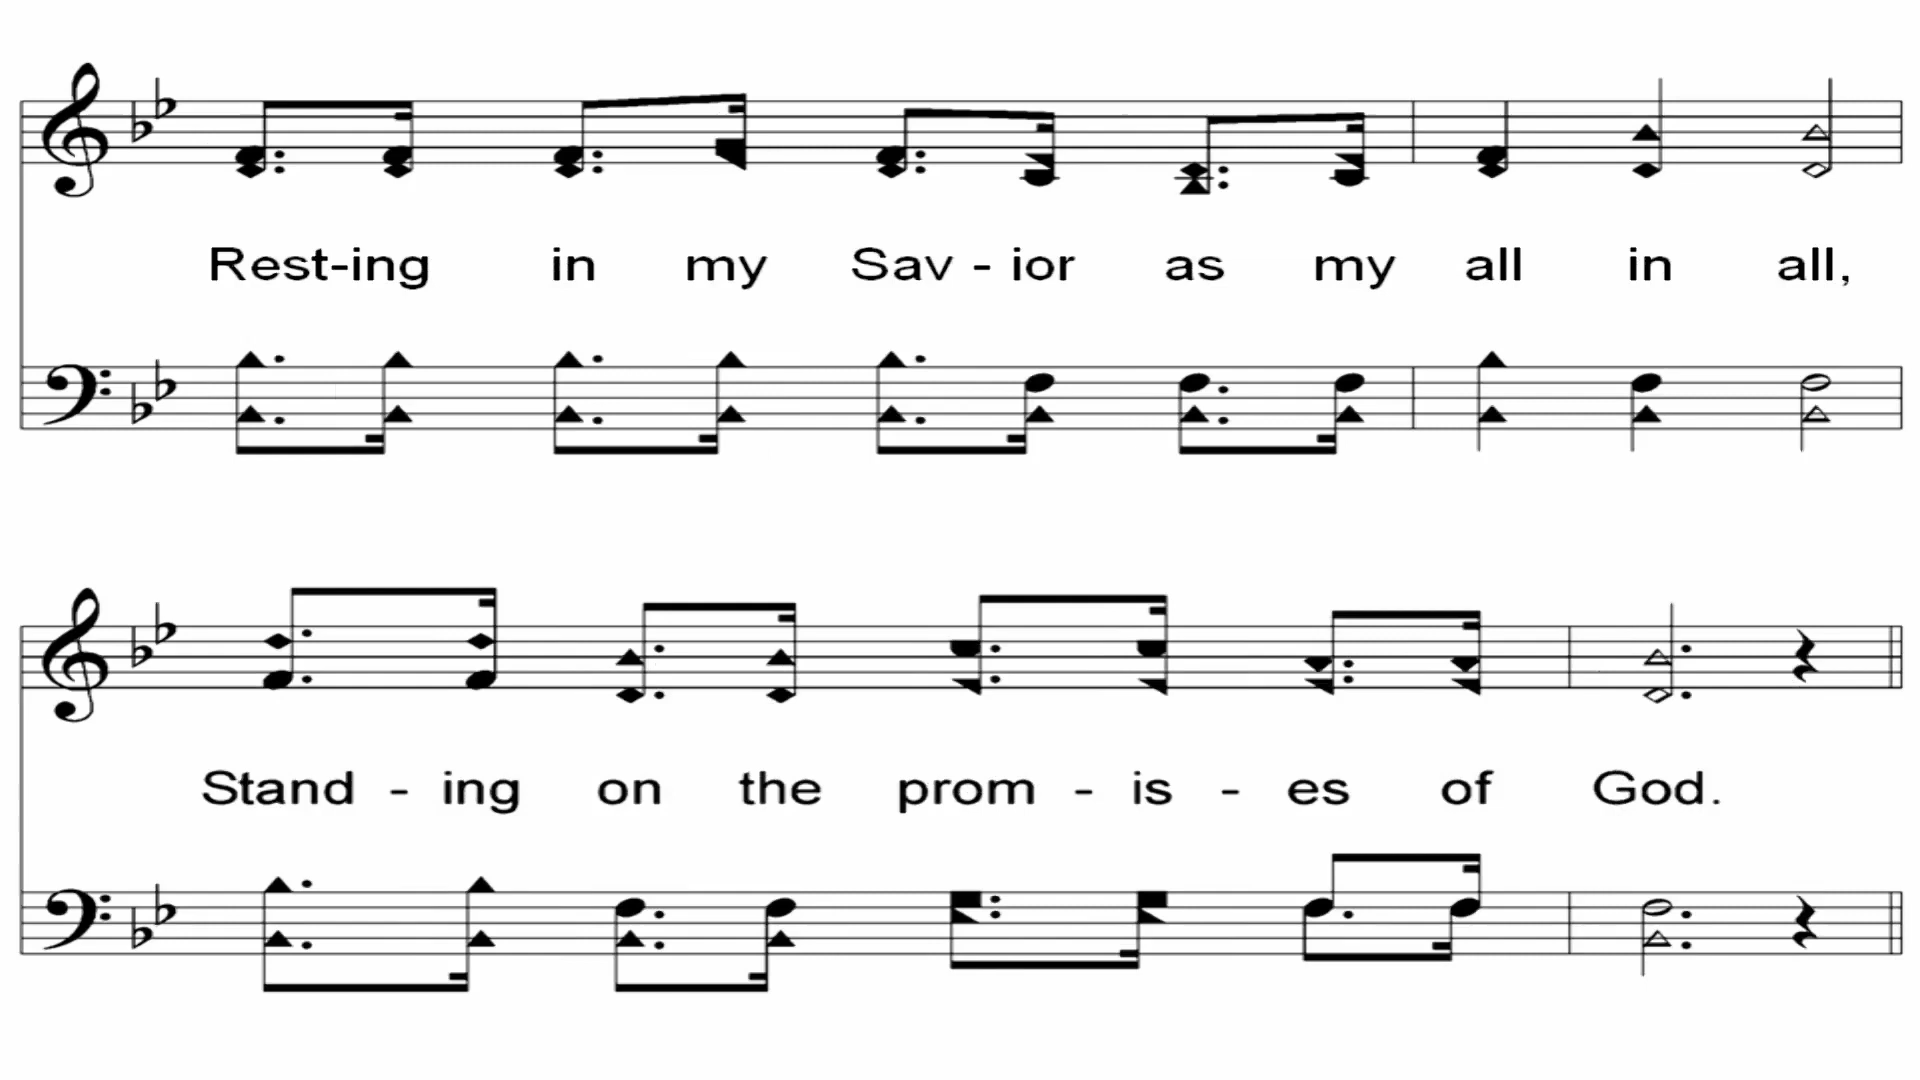 Rest-ing in my Sav - ior as my all in all,
Stand - ing on the prom - is - es of God.